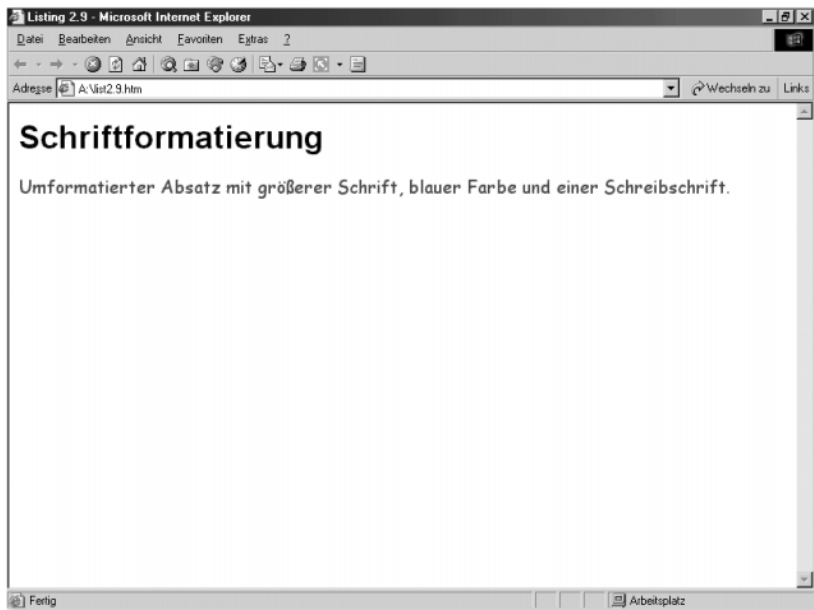 Listing 2.9 - Microsoft Internet Explorer
Datei Bearbeiten Ansicht Favoriten Extras ?
Adresse A:\list2.9.htm Wechseln zu Links
Schriftformatierung
Umformatierter Absatz mit größerer Schrift, blauer Farbe und einer Schreibschrift.
Fertig Arbeitsplatz